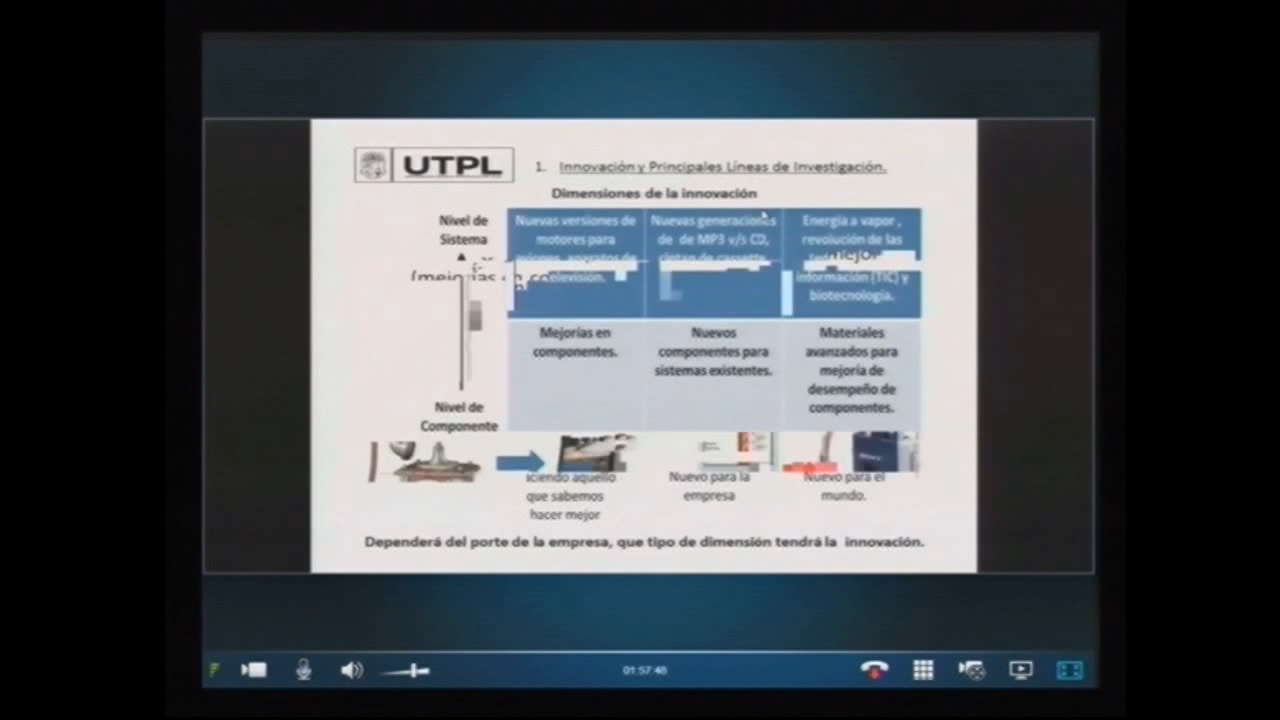 UTPL
1. Innovación y Principales Líneas de Investigación.
Dimensiones de la innovación
Nivel de
Sistema
Nuevas versiones de
motores para
Nuevas generaciones
de de MP3 v/s CD,
Energía a vapor,
revolución de las
mejor
información (TIC) y
biotecnología.
(mejorías en
Mejorías en
componentes.
Nuevos
componentes para
sistemas existentes.
Materiales
avanzados para
mejoría de
desempeño de
componentes.
Nivel de
Componente
aquello
que sabemos
hacer mejor
Nuevo para la
empresa
Nuevo para el
mundo.
Dependerá del porte de la empresa, que tipo de dimensión tendrá la innovación.
01:57:48